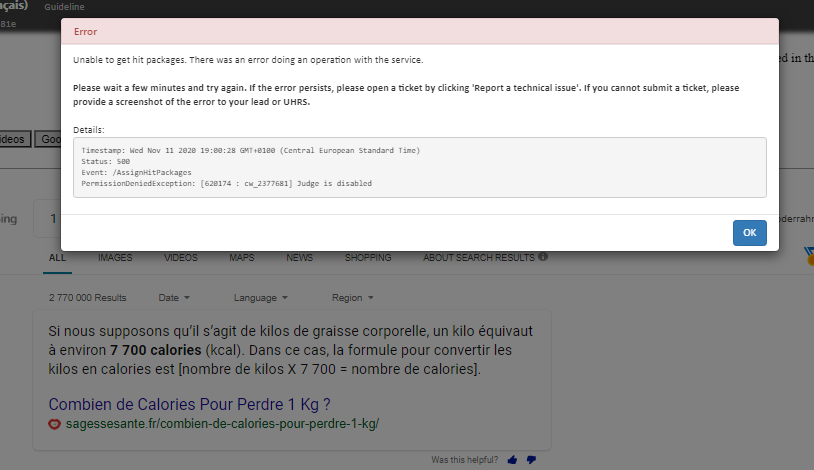 çais)
Guideline
81e
Error
Unable to get hit packages. There was an error doing an operation with the service.
ed in th
Please wait a few minutes and try again. If the error persists, please open a ticket by clicking 'Report a technical issue'. If you cannot submit a ticket, please
provide a screenshot of the error to your lead or UHRS.
Details:
ideos
Goo
Timestamp: Wed Nov 11 2020 19:00:28 GMT+0100 (Central European Standard Time)
Status: 500
Event: /AssignHitPackages
PermissionDeniedException: [620174 : cw_2377681] Judge is disabled
ing
1
oderrahr
OK
ALL IMAGES VIDEOS MAPS NEWS SHOPPING ABOUT SEARCH RESULTS
2 770 000 Results Date Language Region
Si nous supposons qu'il s'agit de kilos de graisse corporelle, un kilo équivaut
à environ 7 700 calories (kcal). Dans ce cas, la formule pour convertir les
kilos en calories est [nombre de kilos X 7 700 = nombre de calories].
Combien de Calories Pour Perdre 1 Kg ?
sagessesante.fr/combien-de-calories-pour-perdre-1-kg/
Was this helpful?